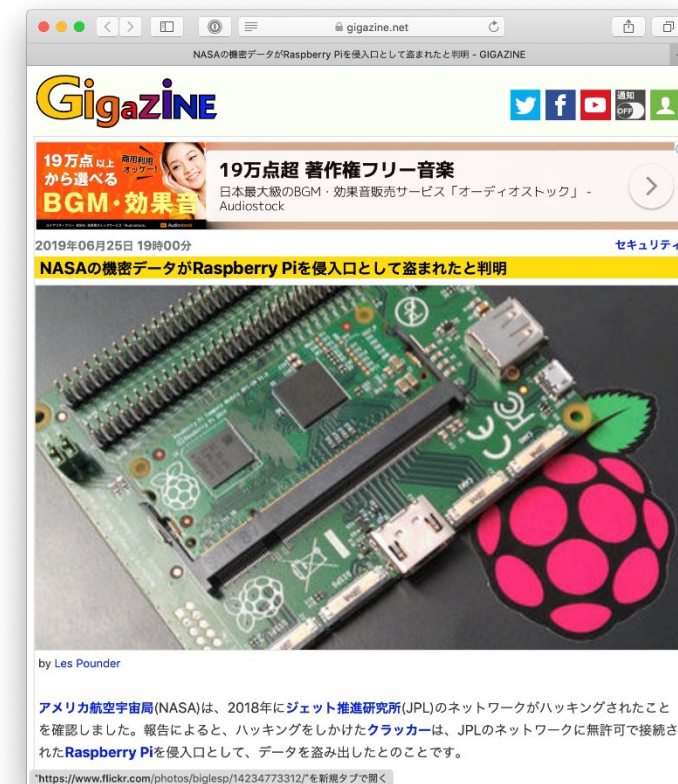 gigazine.net
NASAの機密データがRaspberry Piを侵入口として盗まれたと判明 - GIGAZINE
GigaZiNE
通知
OFF
19万点以上
から選べる
商用利用
オッケー!
BGM・効果音
Audiostock
19万点超 著作権フリー音楽
日本最大級のBGM・効果音販売サービス「オーディオストック」 -
Audiostock
2019年06月25日 19時00分
セキュリティ
NASAの機密データがRaspberry Piを侵入口として盗まれたと判明
by Les Pounder
アメリカ航空宇宙局(NASA)は、2018年にジェット推進研究所(JPL)のネットワークがハッキングされたこと
を確認しました。報告によると、ハッキングをしかけたクラッカーは、JPLのネットワークに無許可で接続さ
れたRaspberry Piを侵入口として、データを盗み出したとのことです。
"https://www.flickr.com/photos/biglesp/14234773312/"を新規タブで開く